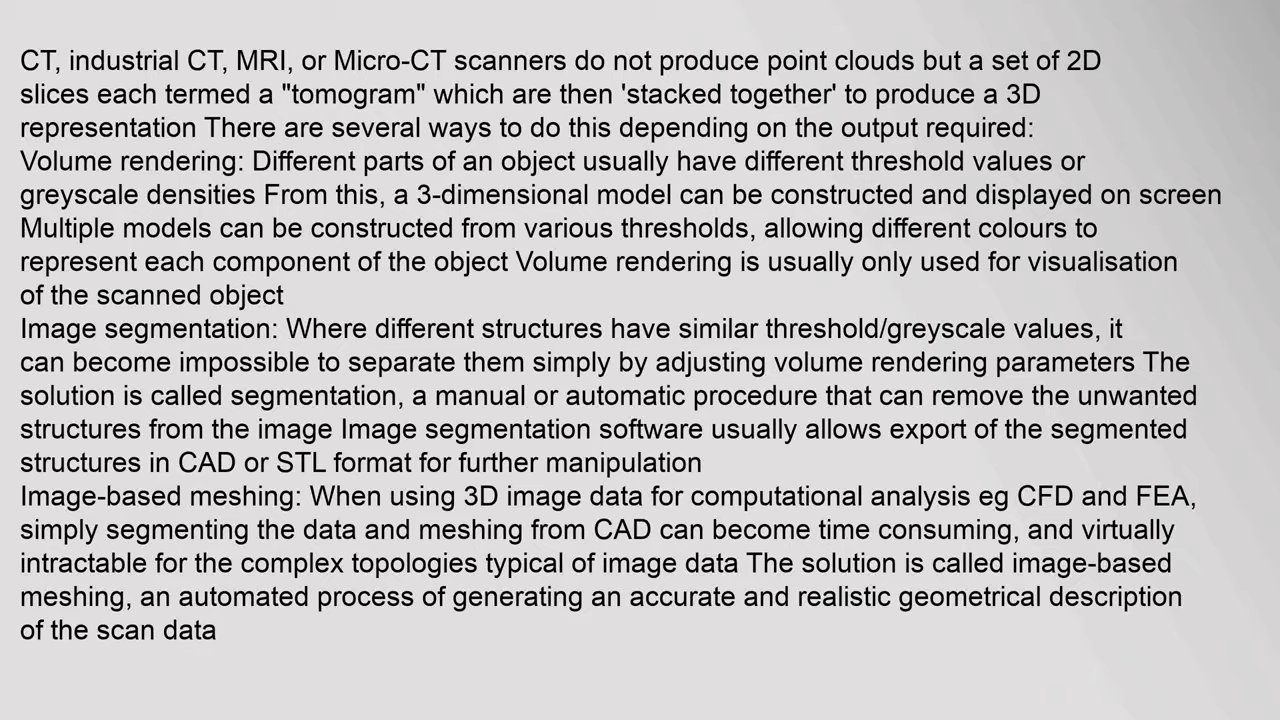 CT, industrial CT, MRI, or Micro-CT scanners do not produce point clouds but a set of 2D
slices each termed a "tomogram" which are then 'stacked together' to produce a 3D
representation There are several ways to do this depending on the output required:
Volume rendering: Different parts of an object usually have different threshold values or
greyscale densities From this, a 3-dimensional model can be constructed and displayed on screen
Multiple models can be constructed from various thresholds, allowing different colours to
represent each component of the object Volume rendering is usually only used for visualisation
of the scanned object
Image segmentation: Where different structures have similar threshold/greyscale values, it
can become impossible to separate them simply by adjusting volume rendering parameters The
solution is called segmentation, a manual or automatic procedure that can remove the unwanted
structures from the image Image segmentation software usually allows export of the segmented
structures in CAD or STL format for further manipulation
Image-based meshing: When using 3D image data for computational analysis eg CFD and FEA,
simply segmenting the data and meshing from CAD can become time consuming, and virtually
intractable for the complex topologies typical of image data The solution is called image-based
meshing, an automated process of generating an accurate and realistic geometrical description
of the scan data